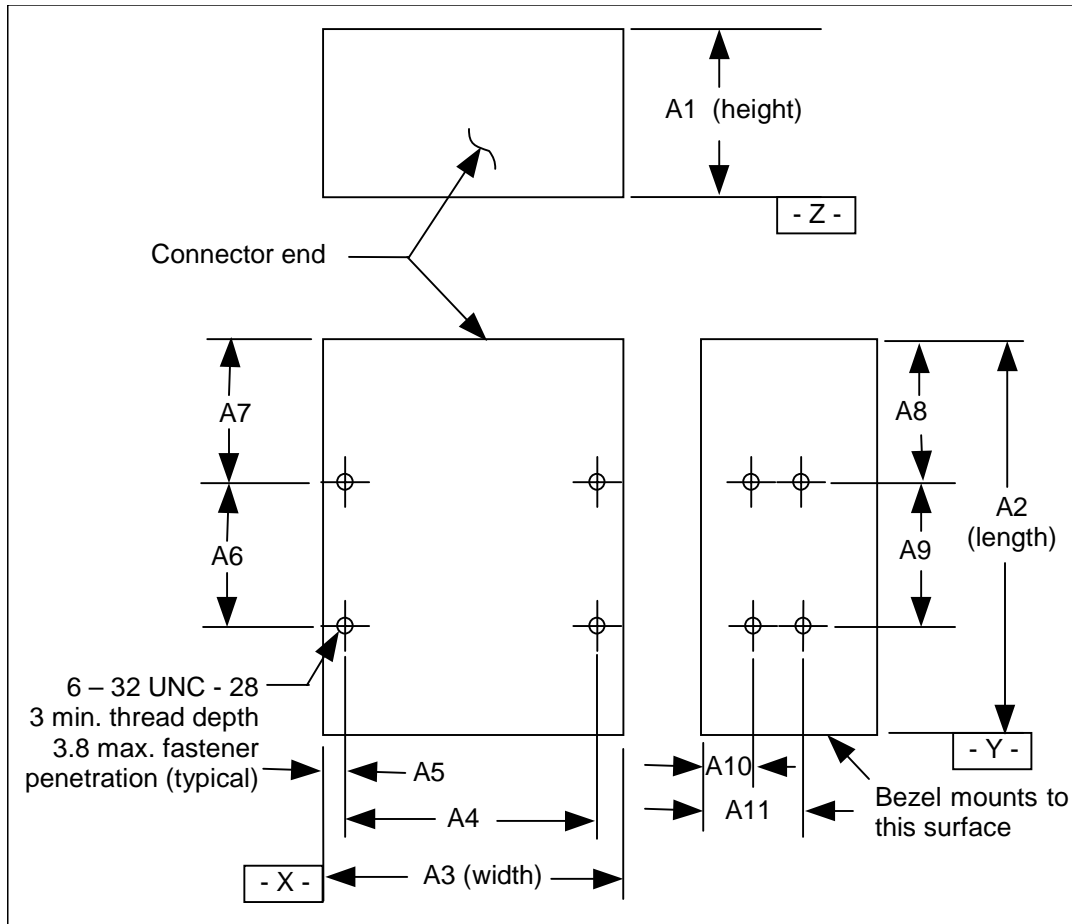 A1 (height)
- Z -
Connector end
A7
A8
A6
A9
A2
(length)
6 – 32 UNC - 28
3 min. thread depth
3.8 max. fastener
penetration (typical)
A5
A4
A3 (width)
- X -
A10
A11
- Y -
Bezel mounts to
this surface